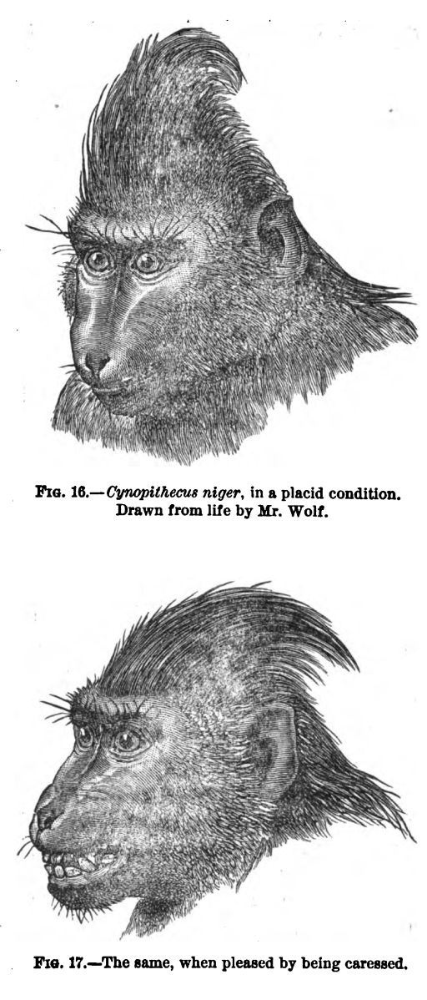 FIG. 16.—Cynopithecus niger, in a placid condition.
Drawn from life by Mr. Wolf.
FIG. 17.—The same, when pleased by being caressed.